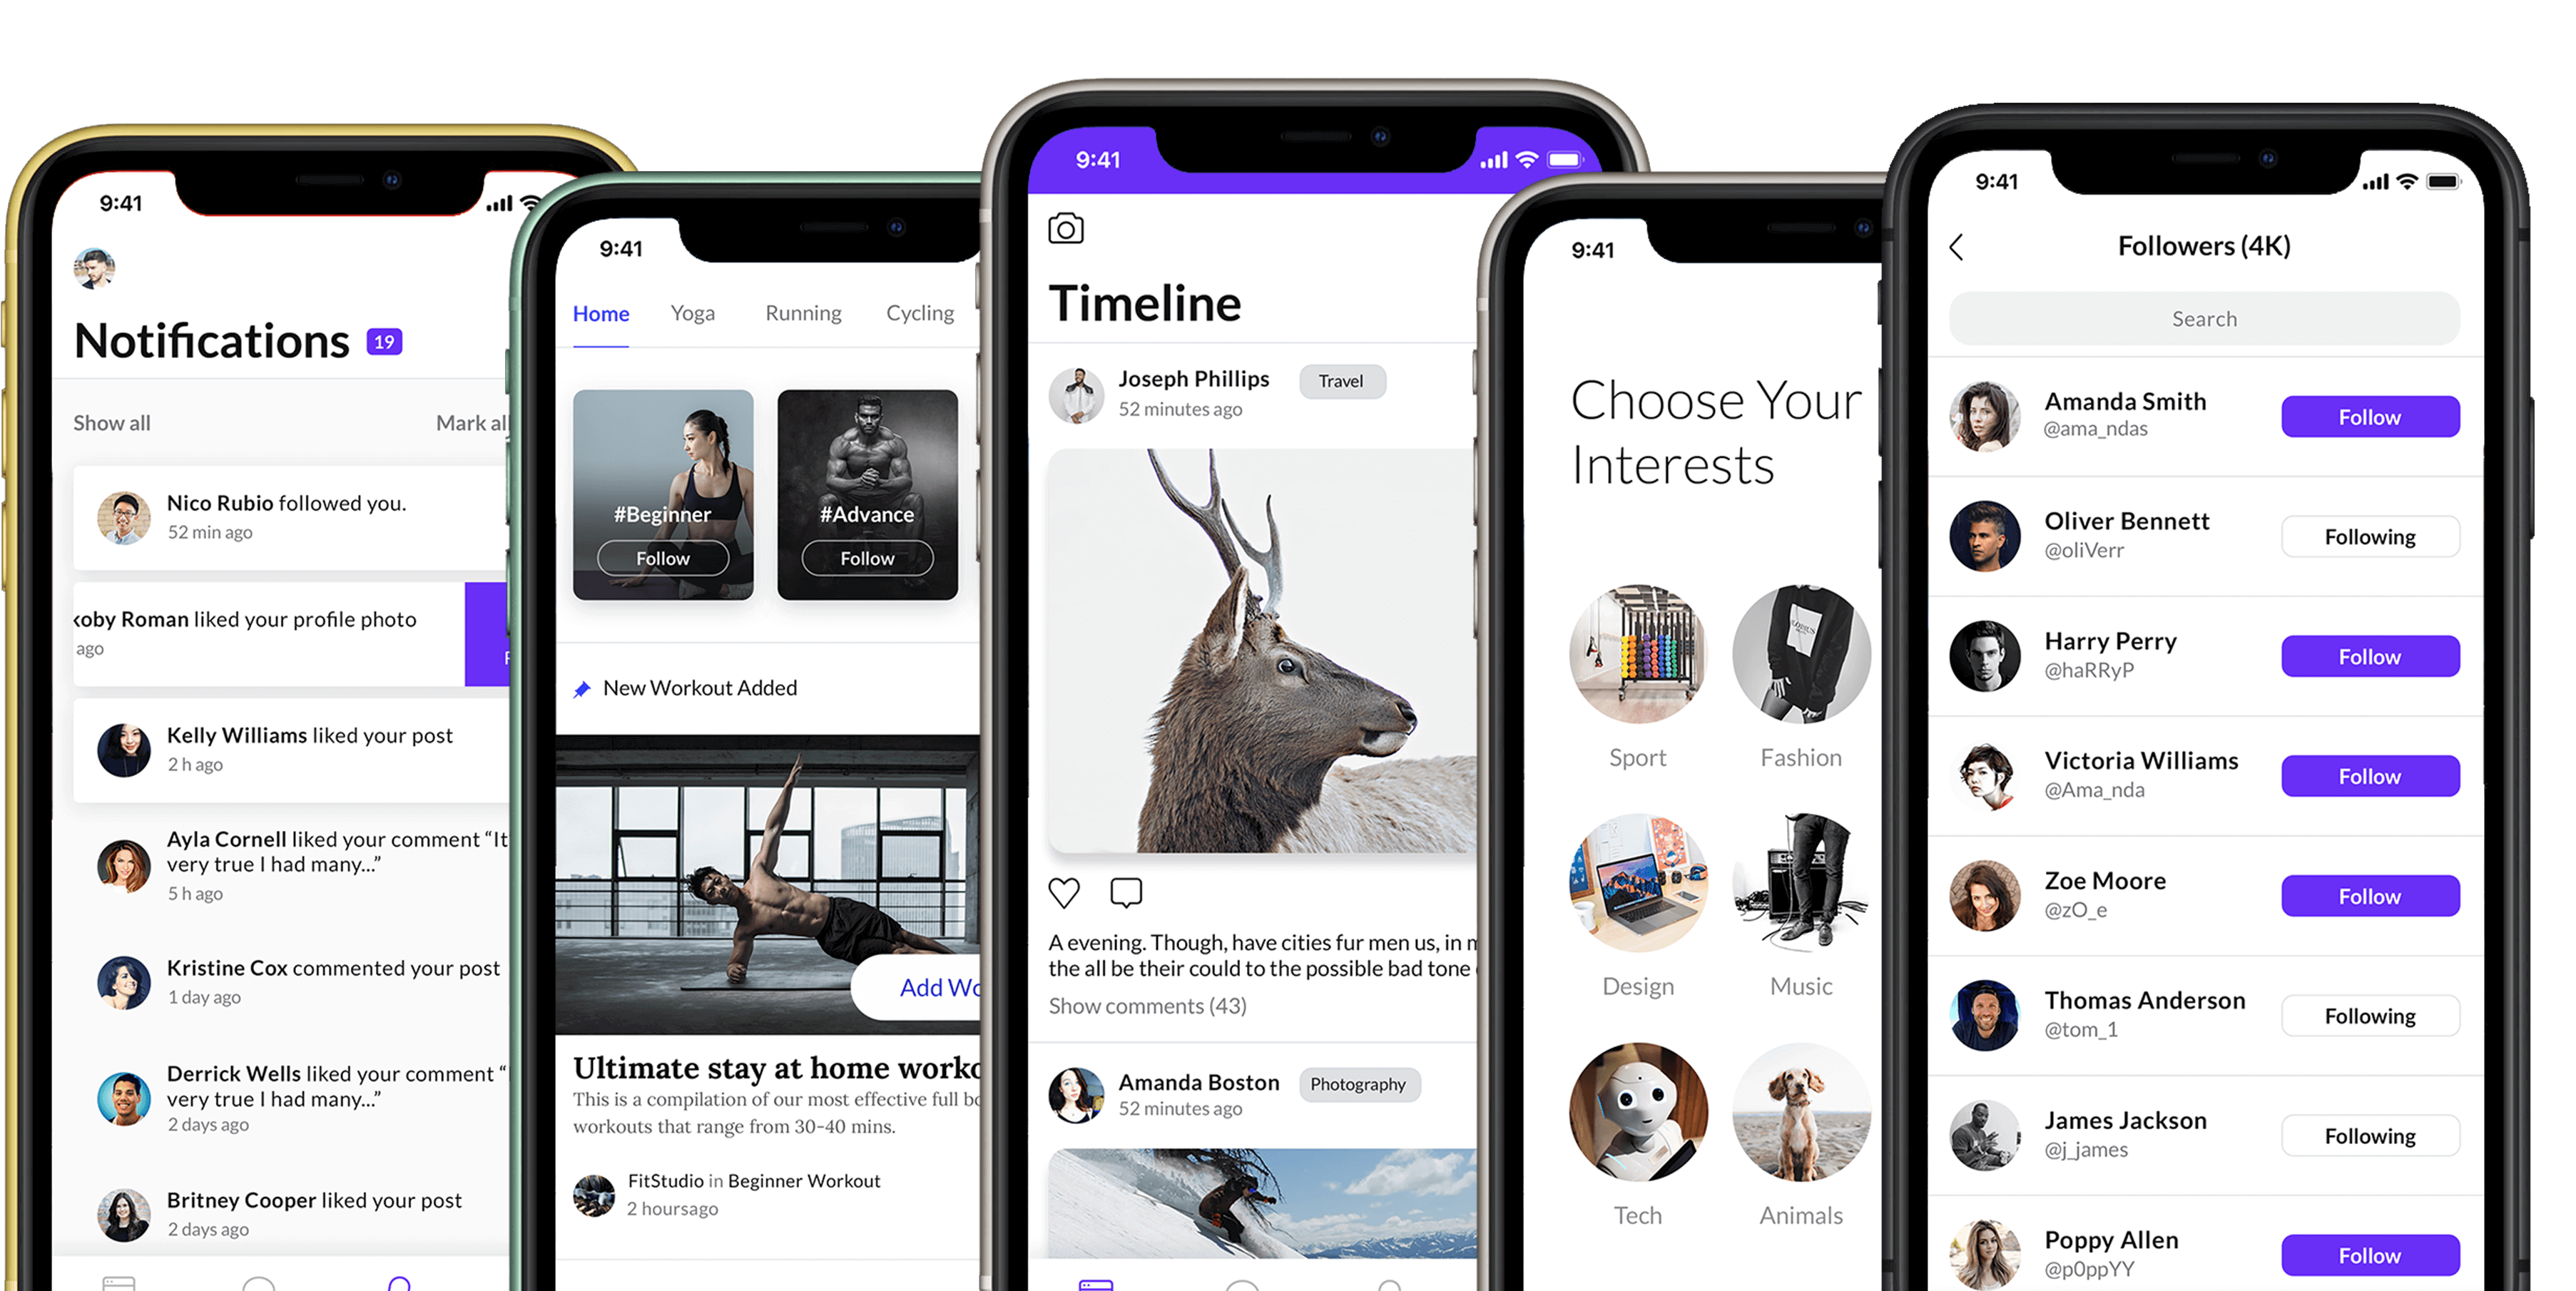 9:41
Notifications 19
Show all
Mark all
Nico Rubio followed you.
52 min ago
koby Roman liked your profile photo
ago
Kelly Williams liked your post
2 h ago
Ayla Cornell liked your comment “It
very true I had many...”
5 h ago
Kristine Cox commented your post
1 day ago
Derrick Wells liked your comment “
very true I had many...”
2 days ago
Britney Cooper liked your post
2 days ago
9:41
Home Yoga Running Cycling
#Beginner
Follow
#Advance
Follow
New Workout Added
Add Wo
Ultimate stay at home worko
This is a compilation of our most effective full bo
workouts that range from 30-40 mins.
FitStudio in Beginner Workout
2 hoursago
9:41
Timeline
Joseph Phillips Travel
52 minutes ago
A evening. Though, have cities fur men us, in m
the all be their could to the possible bad tone
Show comments (43)
Amanda Boston Photography
52 minutes ago
9:41
Choose Your
Interests
Sport
Fashion
Design
Music
Tech
Animals
9:41
Followers (4K)
Search
Amanda Smith
@ama_ndas
Follow
Oliver Bennett
@oliVerr
Following
Harry Perry
@haRRyP
Follow
Victoria Williams
@Ama_nda
Follow
Zoe Moore
@zO_e
Follow
Thomas Anderson
@tom_1
Following
James Jackson
@j_james
Following
Poppy Allen
@p0ppYY
Follow